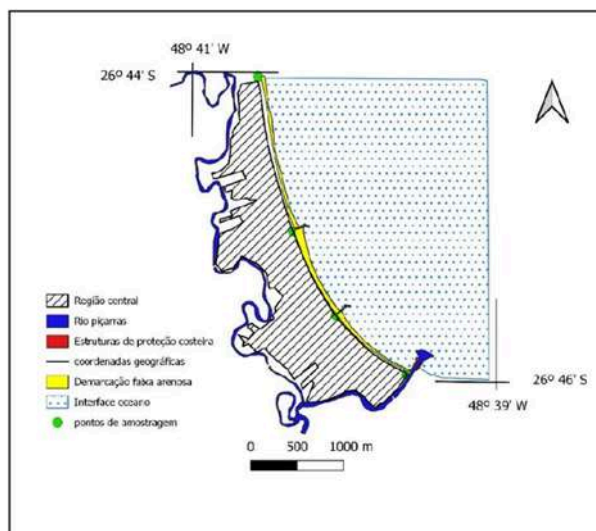 48º 41' W
26º 44' S
Região central
Rio piçarras
Estruturas de proteção costeira
coordenadas geográficas
Demarcação faixa arenosa
Interface oceano
pontos de amostragem
26º 46' S
48º 39' W
0 500 1000 m